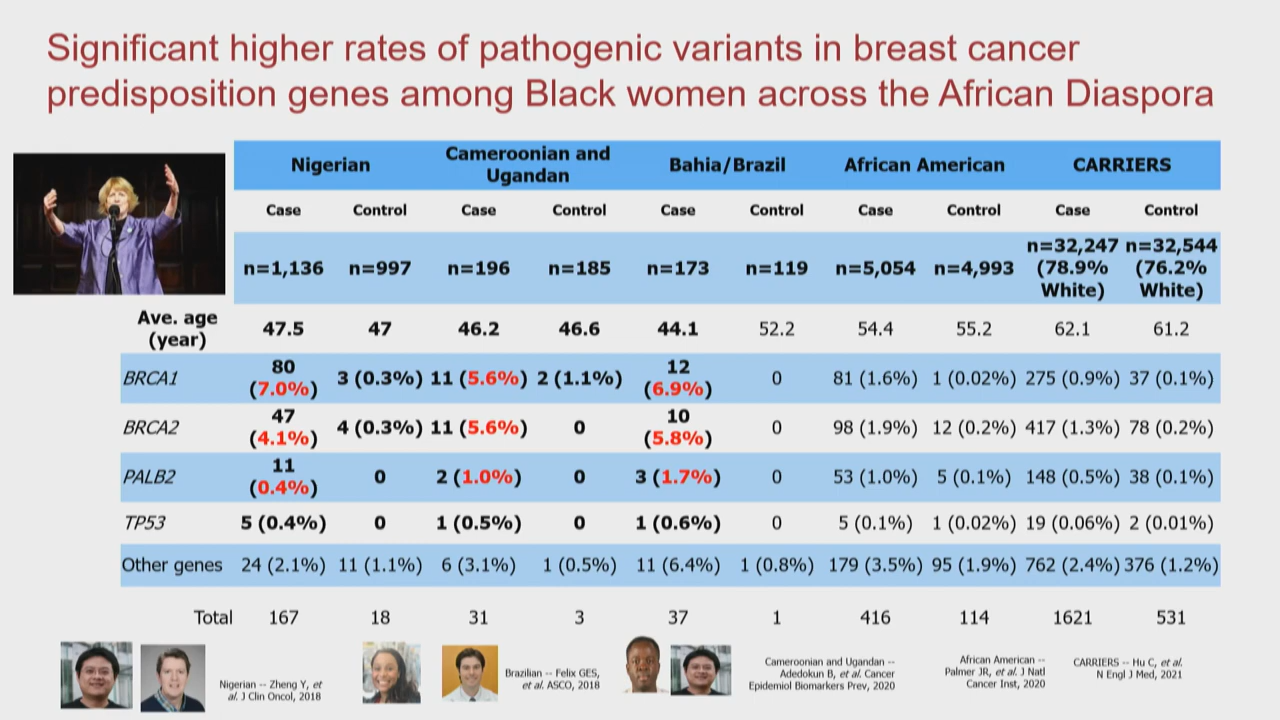 Significant higher rates of pathogenic variants in breast cancer
predisposition genes among Black women across the African Diaspora
Nigerian Cameroonian and Ugandan Bahia/Brazil African American CARRIERS
Case Control Case Control Case Control Case Control Case Control
n=1,136 n=997 n=196 n=185 n=173 n=119 n=5,054 n=4,993 n=32,247 (78.9% White) n=32,544 (76.2% White)
Ave. age (year) 47.5 47 46.2 46.6 44.1 52.2 54.4 55.2 62.1 61.2
BRCA1 80 (7.0%) 3 (0.3%) 11 (5.6%) 2 (1.1%) 12 (6.9%) 0 81 (1.6%) 1 (0.02%) 275 (0.9%) 37 (0.1%)
BRCA2 47 (4.1%) 4 (0.3%) 11 (5.6%) 0 10 (5.8%) 0 98 (1.9%) 12 (0.2%) 417 (1.3%) 78 (0.2%)
PALB2 11 (0.4%) 0 2 (1.0%) 0 3 (1.7%) 0 53 (1.0%) 5 (0.1%) 148 (0.5%) 38 (0.1%)
TP53 5 (0.4%) 0 1 (0.5%) 0 1 (0.6%) 0 5 (0.1%) 1 (0.02%) 19 (0.06%) 2 (0.01%)
Other genes 24 (2.1%) 11 (1.1%) 6 (3.1%) 1 (0.5%) 11 (6.4%) 1 (0.8%) 179 (3.5%) 95 (1.9%) 762 (2.4%) 376 (1.2%)
Total 167 18 31 3 37 1 416 114 1621 531
Nigerian -- Zheng Y, et
al. J Clin Oncol, 2018
Brazilian -- Felix GES,
et al. ASCO, 2018
Cameroonian and Ugandan --
Adedokun B, et al. Cancer
Epidemiol Biomarkers Prev, 2020
African American --
Palmer JR, et al. J Natl
Cancer Inst, 2020
CARRIERS -- Hu C, et al.
N Engl J Med, 2021